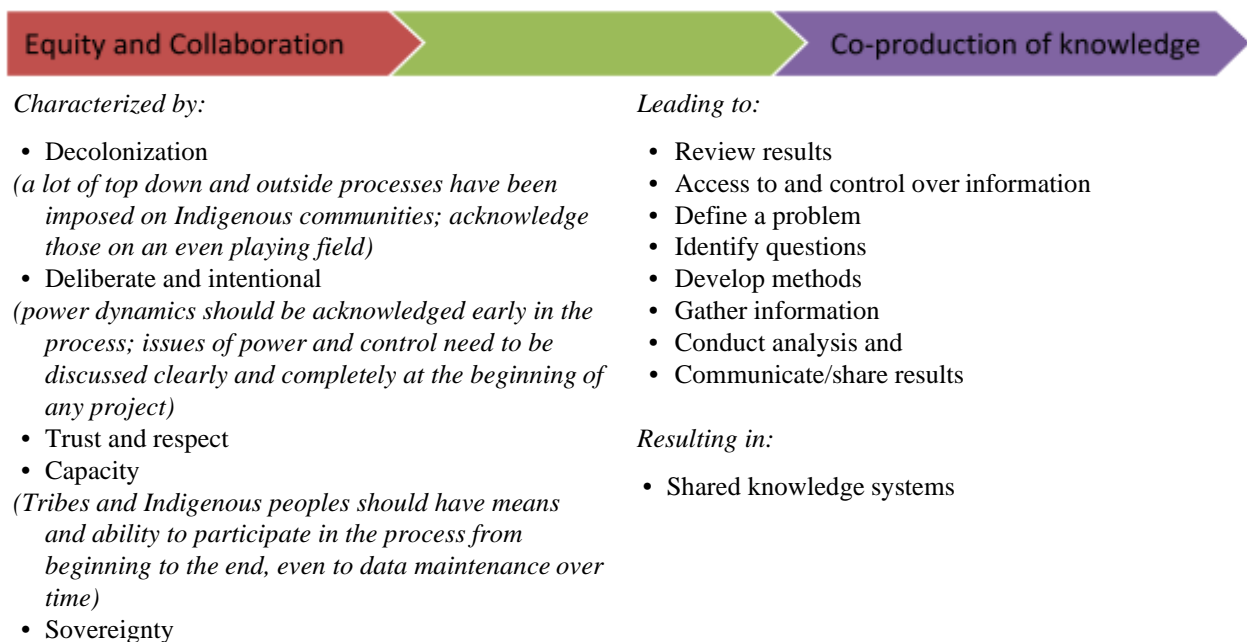 Equity and Collaboration
Co-production of knowledge
Characterized by:
• Decolonization
(a lot of top down and outside processes have been
imposed on Indigenous communities; acknowledge
those on an even playing field)
• Deliberate and intentional
(power dynamics should be acknowledged early in the
process; issues of power and control need to be
discussed clearly and completely at the beginning of
any project)
• Trust and respect
• Capacity
(Tribes and Indigenous peoples should have means
and ability to participate in the process from
beginning to the end, even to data maintenance over
time)
• Sovereignty
Leading to:
• Review results
• Access to and control over information
• Define a problem
• Identify questions
• Develop methods
• Gather information
• Conduct analysis and
• Communicate/share results
Resulting in:
• Shared knowledge systems